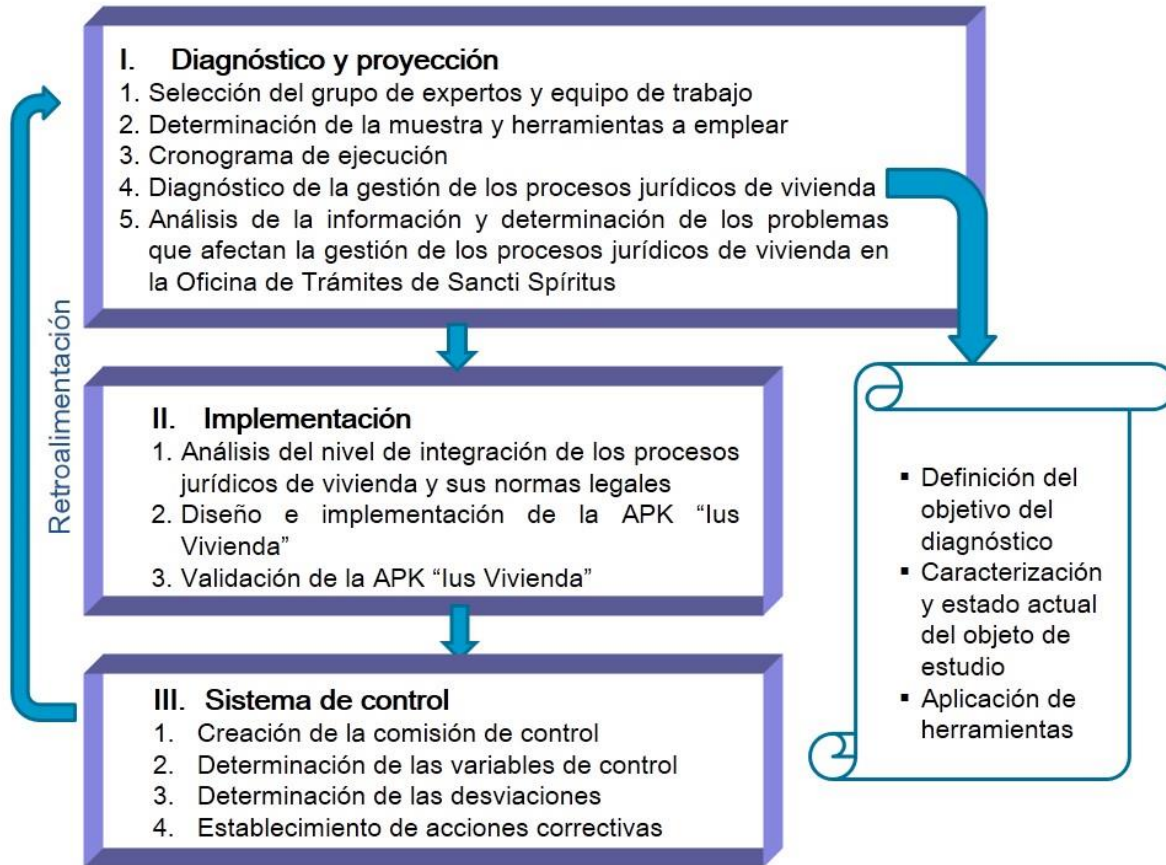 I. Diagnóstico y proyección
1. Selección del grupo de expertos y equipo de trabajo
2. Determinación de la muestra y herramientas a emplear
3. Cronograma de ejecución
4. Diagnóstico de la gestión de los procesos jurídicos de vivienda
5. Análisis de la información y determinación de los problemas
que afectan la gestión de los procesos jurídicos de vivienda en
la Oficina de Trámites de Sancti Spíritus
Retroalimentación
II. Implementación
1. Análisis del nivel de integración de los procesos
jurídicos de vivienda y sus normas legales
2. Diseño e implementación de la APK “Ius
Vivienda”
3. Validación de la APK “Ius Vivienda”
▪ Definición del
objetivo del
diagnóstico
▪ Caracterización
y estado actual
del objeto de
estudio
▪ Aplicación de
herramientas
III. Sistema de control
1. Creación de la comisión de control
2. Determinación de las variables de control
3. Determinación de las desviaciones
4. Establecimiento de acciones correctivas